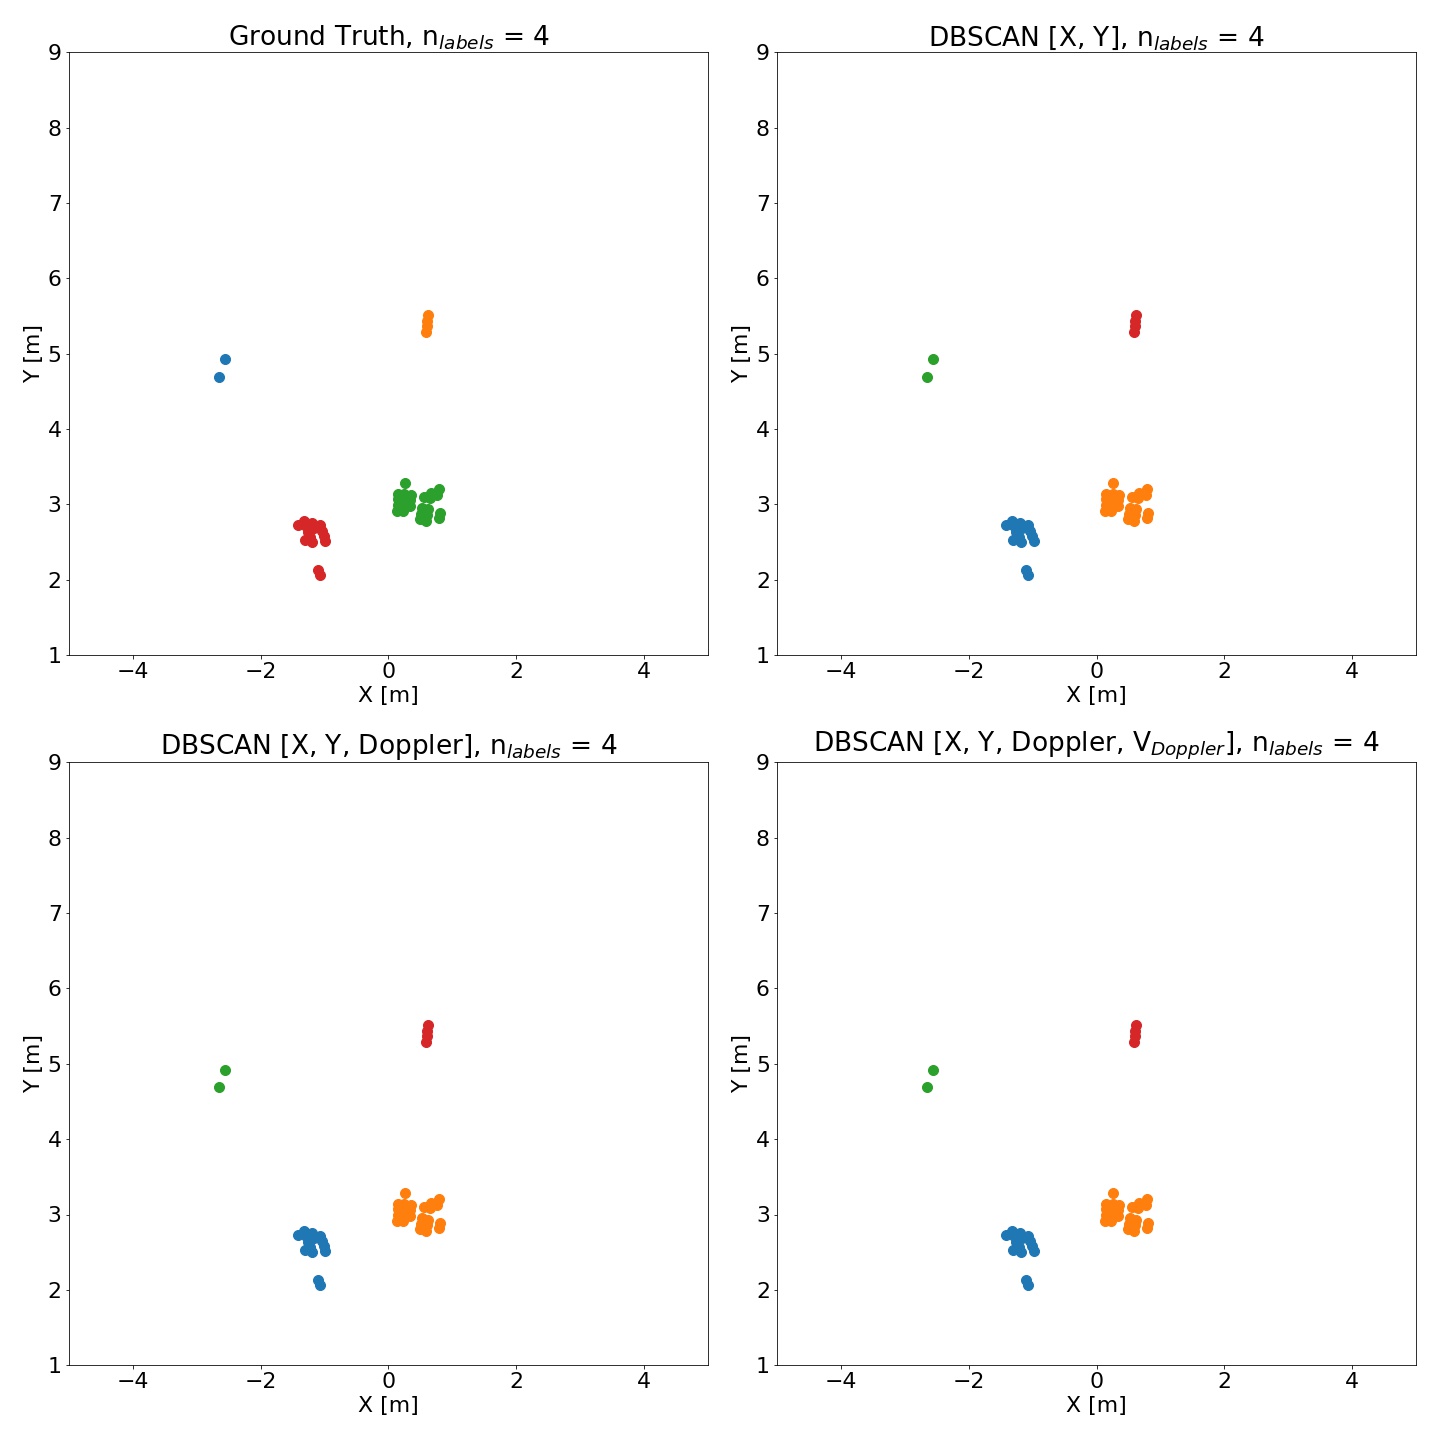 Ground Truth, n_labels = 4
DBSCAN [X, Y], n_labels = 4
9
8
7
6
5
4
3
2
1
Y [m]
−4 −2 0 2 4
X [m]
9
8
7
6
5
4
3
2
1
Y [m]
−4 −2 0 2 4
X [m]
DBSCAN [X, Y, Doppler], n_labels = 4
DBSCAN [X, Y, Doppler, V_Doppler], n_labels = 4
9
8
7
6
5
4
3
2
1
Y [m]
−4 −2 0 2 4
X [m]
9
8
7
6
5
4
3
2
1
Y [m]
−4 −2 0 2 4
X [m]